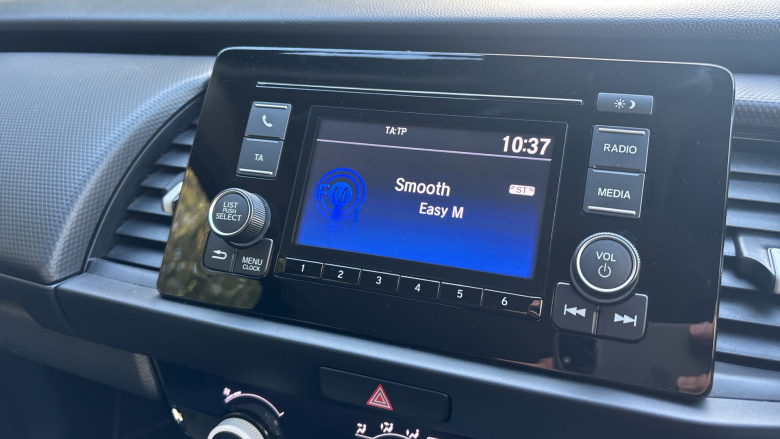 TA:TP
10:37
FM
Smooth
ST
Easy M
TA
LIST
PUSH
SELECT
MENU
CLOCK
1 2 3 4 5 6
RADIO
MEDIA
VOL